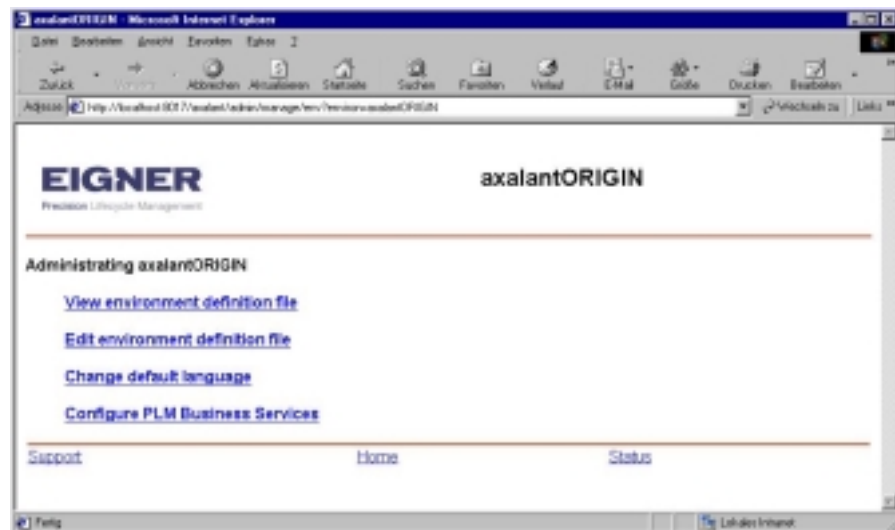 axalantORIGIN - Microsoft Internet Explorer
Datei Bearbeiten Ansicht Favoriten Extras ?
Zurück Vorwärts Abbrechen Aktualisieren Startseite Suchen Favoriten Verlauf E-Mail Größe Drucken Bearbeiten
Adresse Wechseln zu Links
EIGNER axalantORIGIN
Precision Lifecycle Management
Administrating axalantORIGIN
View environment definition file
Edit environment definition file
Change default language
Configure PLM Business Services
Support Home Status
Fertig Lokales Intranet